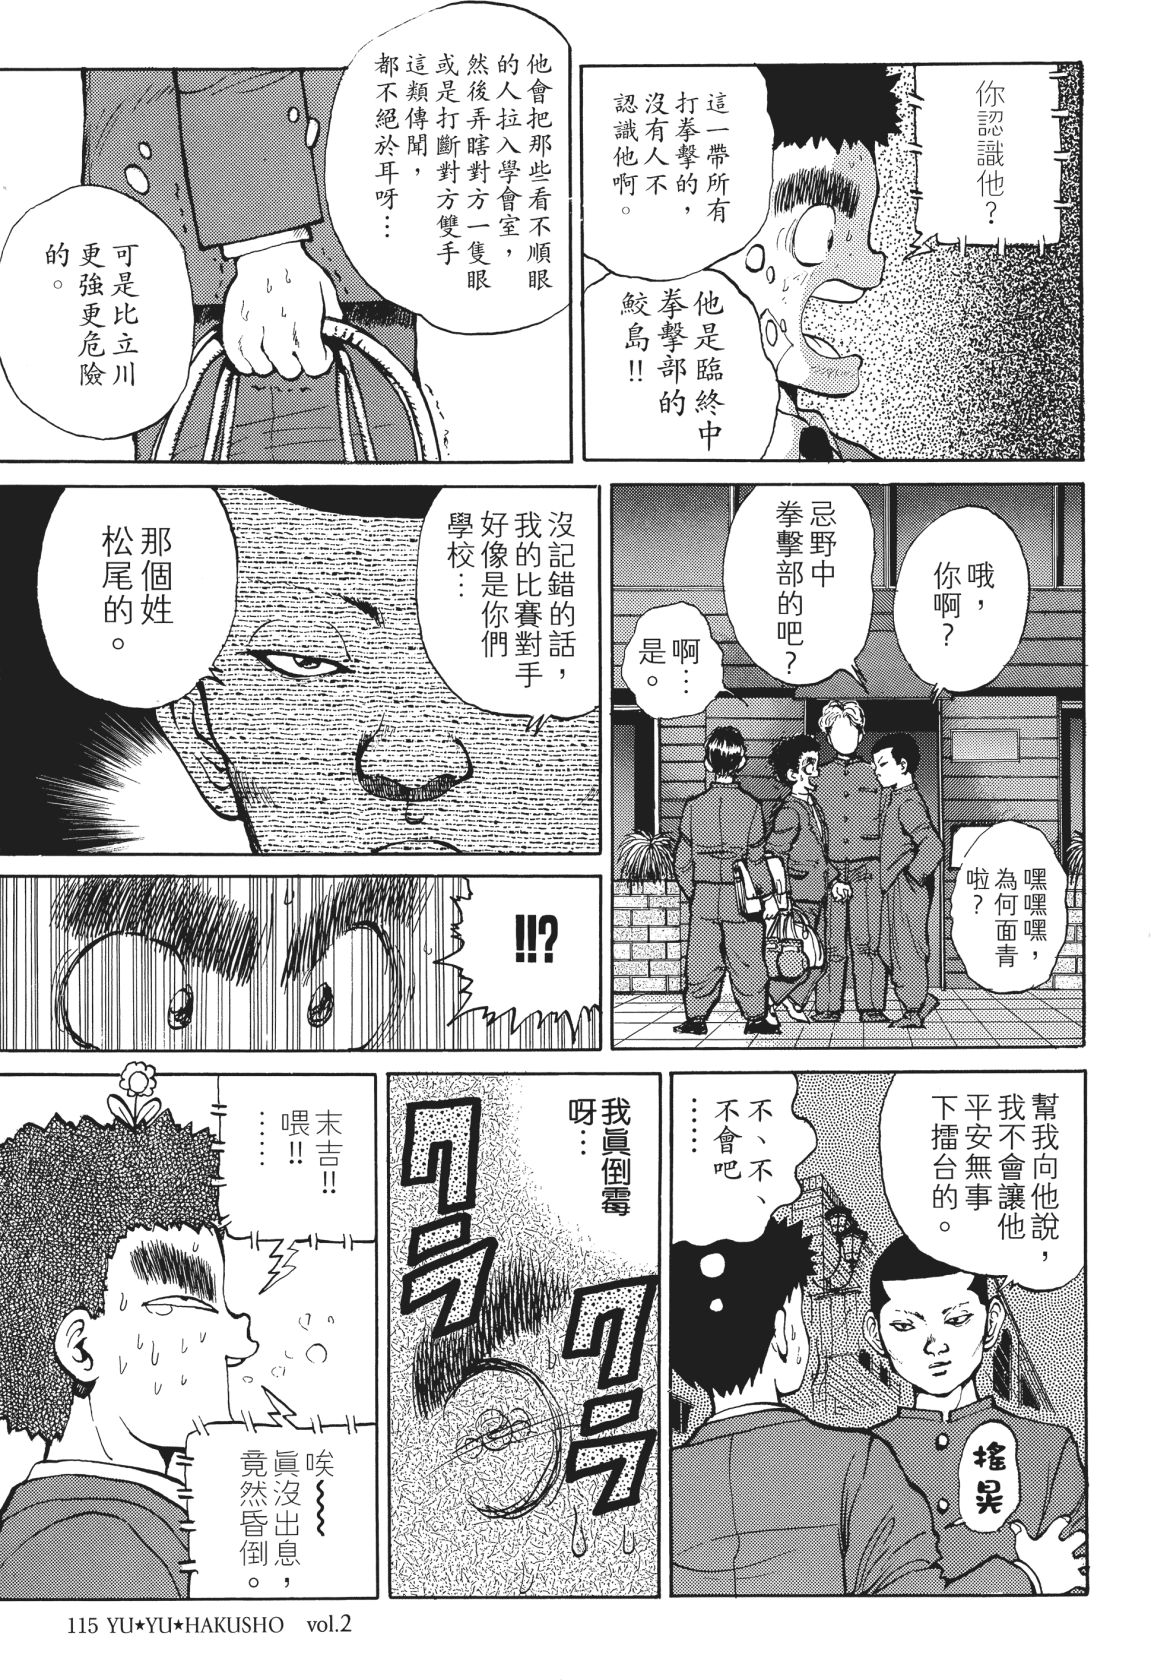 你認識他？
這一帶所有
打拳擊的，
沒有人不
認識他啊。
他是臨終中
拳擊部的
鮫島!!
他會把那些看不順眼
的人拉入學會室，
然後弄瞎對方一隻眼
或是打斷對方雙手
這類傳聞，
都不絕於耳呀…
可是比立川
更強更危險
的。
哦，
你啊？
忌野中
拳擊部的吧？
啊…
是。
嘿嘿嘿，
為何面青
啦？
沒記錯的話，
我的比賽對手
好像是你們
學校…
那個姓
松尾的。
!!?
幫我向他說，
我不會讓他
平安無事
下擂台的。
不、不、
不會吧
……
搖晃
我眞倒霉
呀…
クラ
クラ
末吉!!
喂!!
……
唉～
眞沒出息，
竟然昏倒。
115 YU★YU★HAKUSHO vol.2